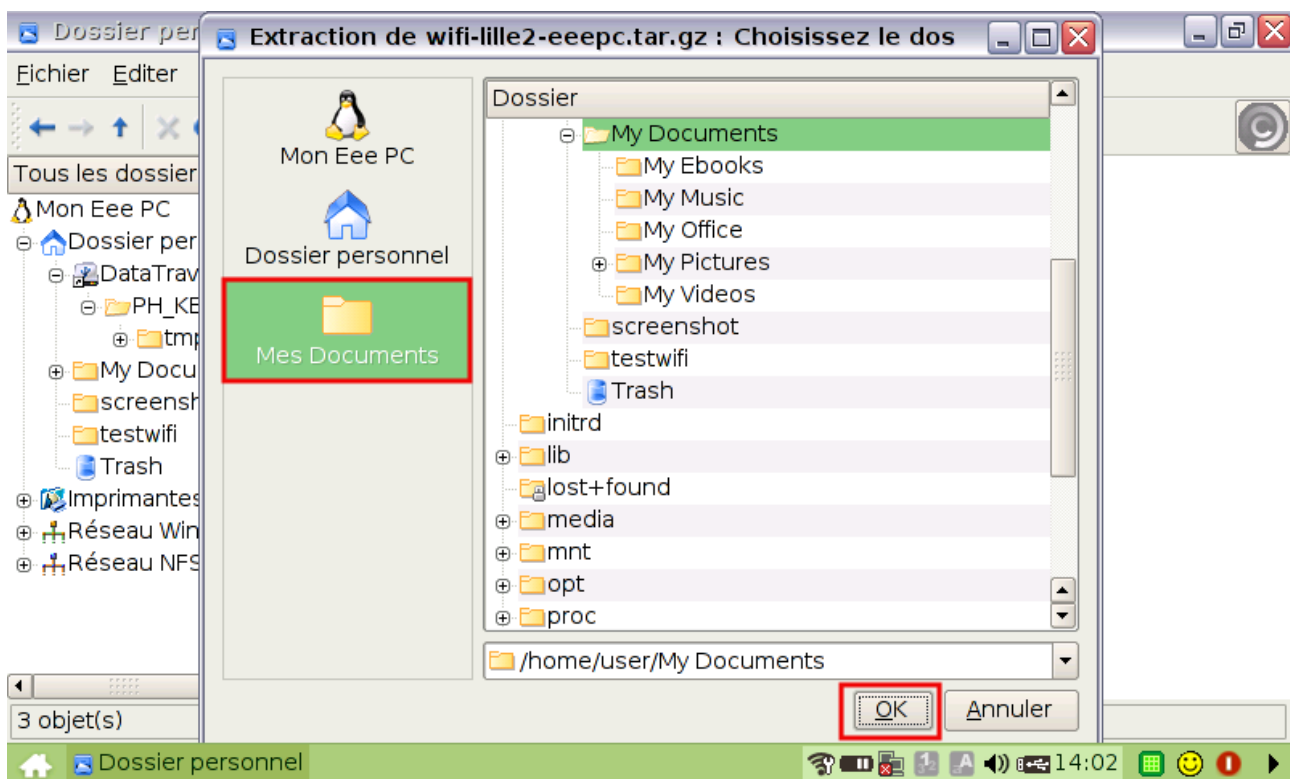 Dossier per
Extraction de wifi-lille2-eeepc.tar.gz : Choisissez le dos
Fichier Editer
Tous les dossier
Mon Eee PC
Dossier per
DataTrav
PH_KE
tmp
My Docu
screensh
testwifi
Trash
Imprimantes
Réseau Win
Réseau NFS
3 objet(s)
Mon Eee PC
Dossier personnel
Mes Documents
Dossier
My Documents
My Ebooks
My Music
My Office
My Pictures
My Videos
screenshot
testwifi
Trash
initrd
lib
lost+found
media
mnt
opt
proc
/home/user/My Documents
OK Annuler
Dossier personnel
14:02